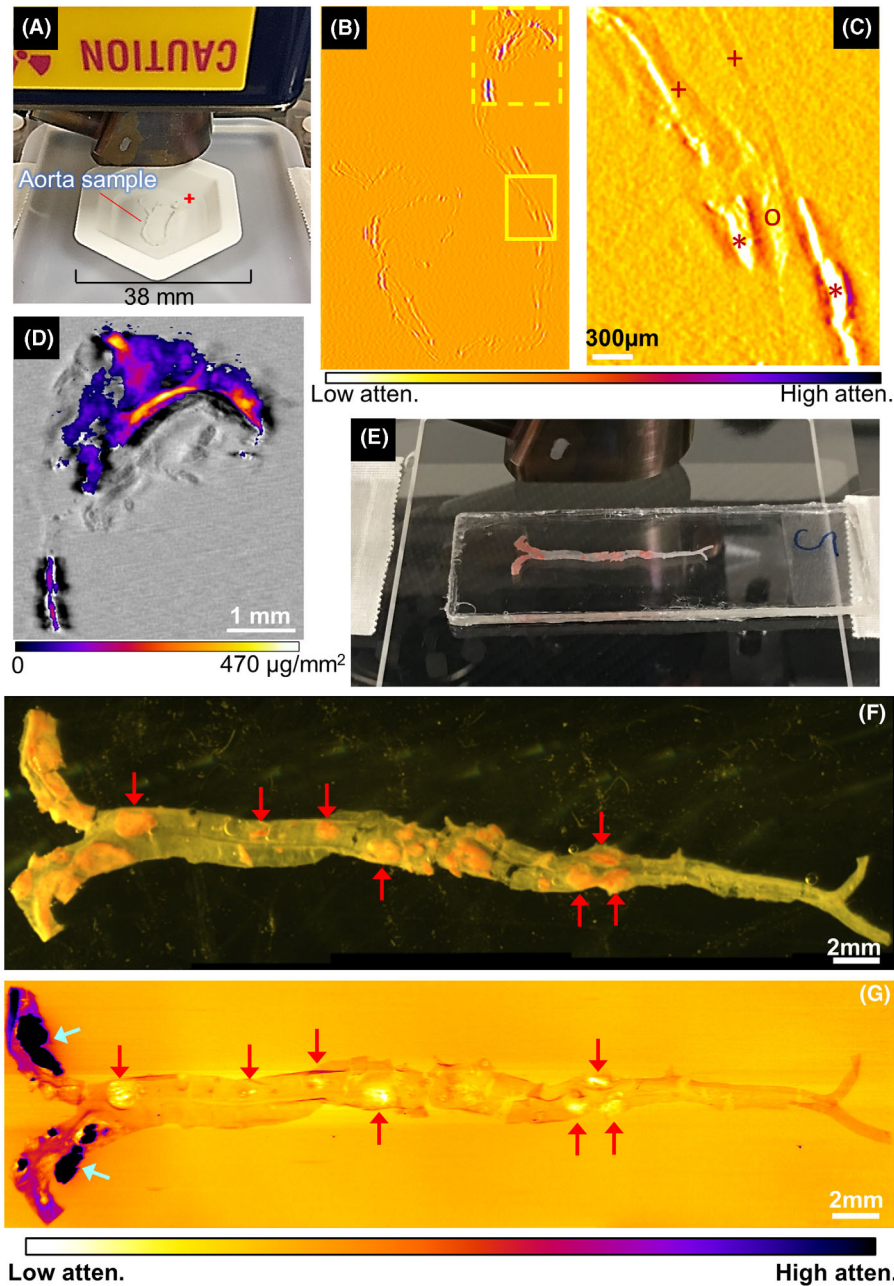 (A)
CAUTION
Aorta sample
+
38 mm
(B)
(C)
+
+
o
*
*
300µm
Low atten.
High atten.
(D)
1 mm
0
470 µg/mm²
(E)
(F)
2mm
(G)
2mm
Low atten.
High atten.